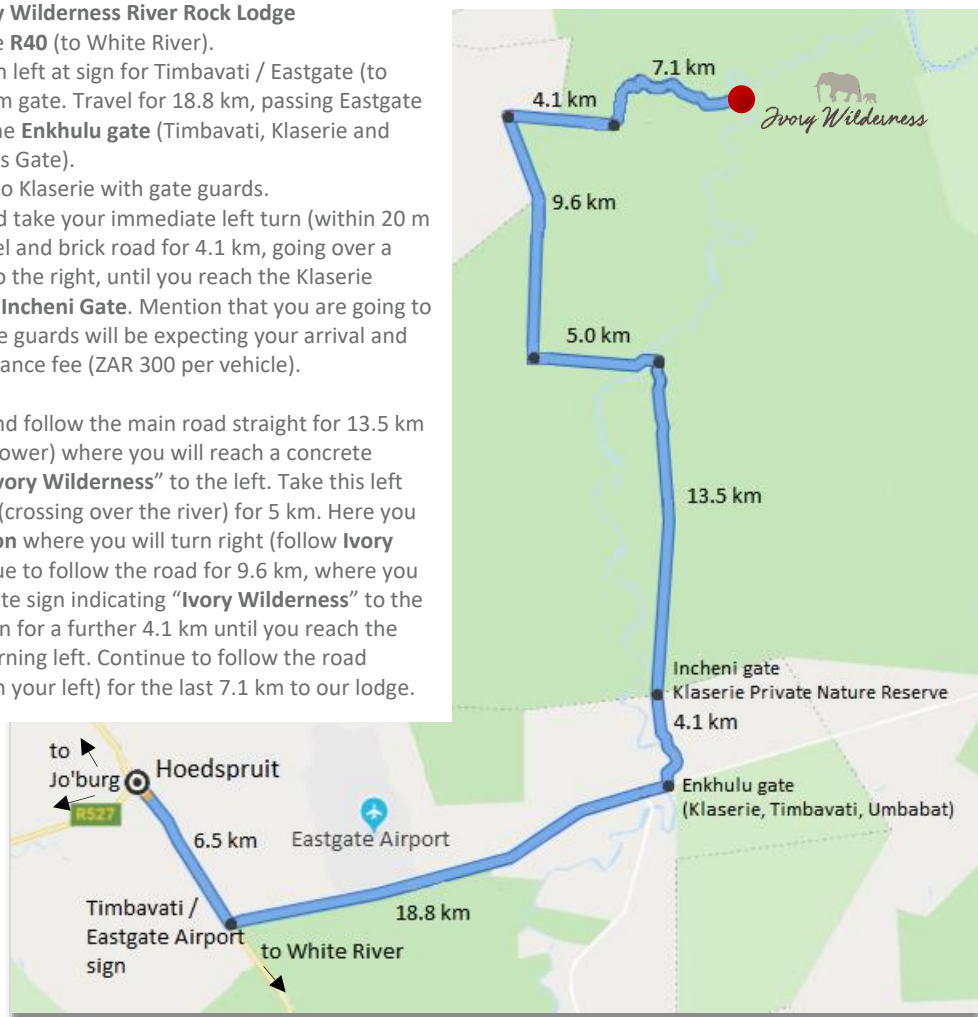 y Wilderness River Rock Lodge
e R40 (to White River).
n left at sign for Timbavati / Eastgate (to
m gate. Travel for 18.8 km, passing Eastgate
he Enkhulu gate (Timbavati, Klaserie and
s Gate).
o Klaserie with gate guards.
d take your immediate left turn (within 20 m
el and brick road for 4.1 km, going over a
o the right, until you reach the Klaserie
Incheni Gate. Mention that you are going to
e guards will be expecting your arrival and
ance fee (ZAR 300 per vehicle).
nd follow the main road straight for 13.5 km
ower) where you will reach a concrete
vory Wilderness” to the left. Take this left
(crossing over the river) for 5 km. Here you
on where you will turn right (follow Ivory
ue to follow the road for 9.6 km, where you
te sign indicating “Ivory Wilderness” to the
n for a further 4.1 km until you reach the
rning left. Continue to follow the road
n your left) for the last 7.1 km to our lodge.
7.1 km
4.1 km
Ivory Wilderness
9.6 km
5.0 km
13.5 km
Incheni gate
Klaserie Private Nature Reserve
4.1 km
Enkhulu gate
(Klaserie, Timbavati, Umbabat)
to
Jo'burg
Hoedspruit
R527
6.5 km
Eastgate Airport
18.8 km
Timbavati /
Eastgate Airport
sign
to White River